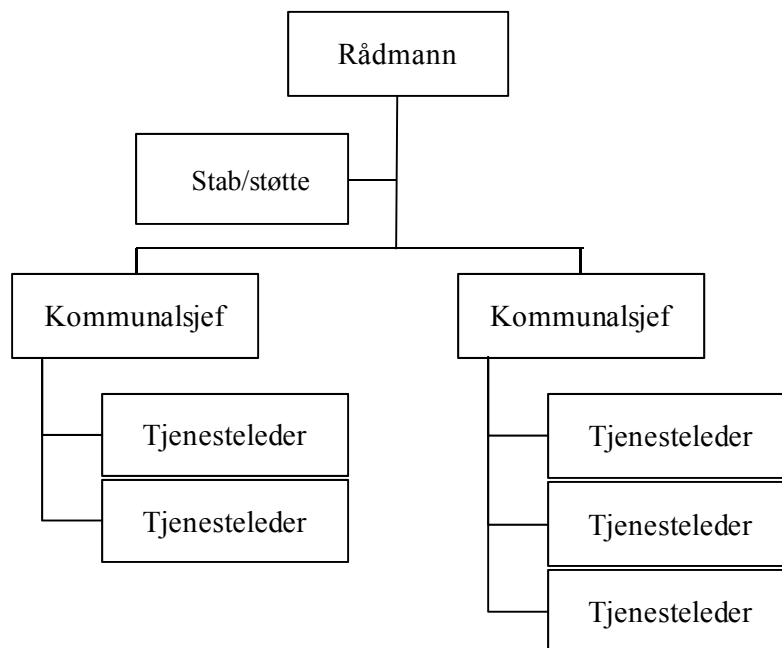 Rådmann
Stab/støtte
Kommunalsjef
Kommunalsjef
Tjenesteleder
Tjenesteleder
Tjenesteleder
Tjenesteleder
Tjenesteleder